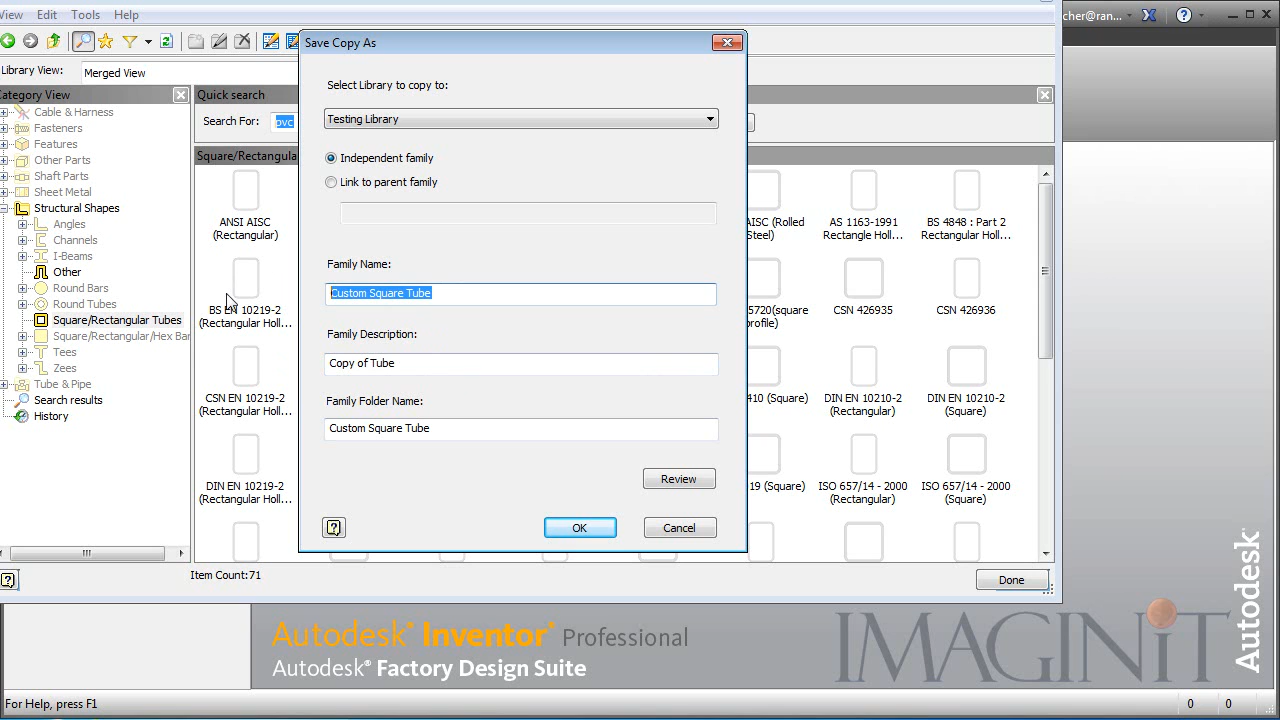 View Edit Tools Help
cher@ran...
Library View: Merged View
Category View
Cable & Harness
Fasteners
Features
Other Parts
Shaft Parts
Sheet Metal
Structural Shapes
Angles
Channels
I-Beams
Other
Round Bars
Round Tubes
Square/Rectangular Tubes
Square/Rectangular/Hex Bar
Tees
Zees
Tube & Pipe
Search results
History
Quick search
Search For: pvc
Square/Rectangula
ANSI AISC
(Rectangular)
AISC (Rolled
Steel)
AS 1163-1991
Rectangle Holl...
BS 4848 : Part 2
Rectangular Holl...
BS EN 10219-2
(Rectangular Holl...
5720(square
profile)
CSN 426935
CSN 426936
CSN EN 10219-2
(Rectangular Holl...
410 (Square)
DIN EN 10210-2
(Rectangular)
DIN EN 10210-2
(Square)
DIN EN 10219-2
(Rectangular Holl...
19 (Square)
ISO 657/14 - 2000
(Rectangular)
ISO 657/14 - 2000
(Square)
Item Count:71
Done
Save Copy As
Select Library to copy to:
Testing Library
Independent family
Link to parent family
Family Name:
Custom Square Tube
Family Description:
Copy of Tube
Family Folder Name:
Custom Square Tube
Review
OK Cancel
Autodesk® Inventor® Professional
Autodesk® Factory Design Suite
IMAGINiT
Autodesk®
For Help, press F1
0 0